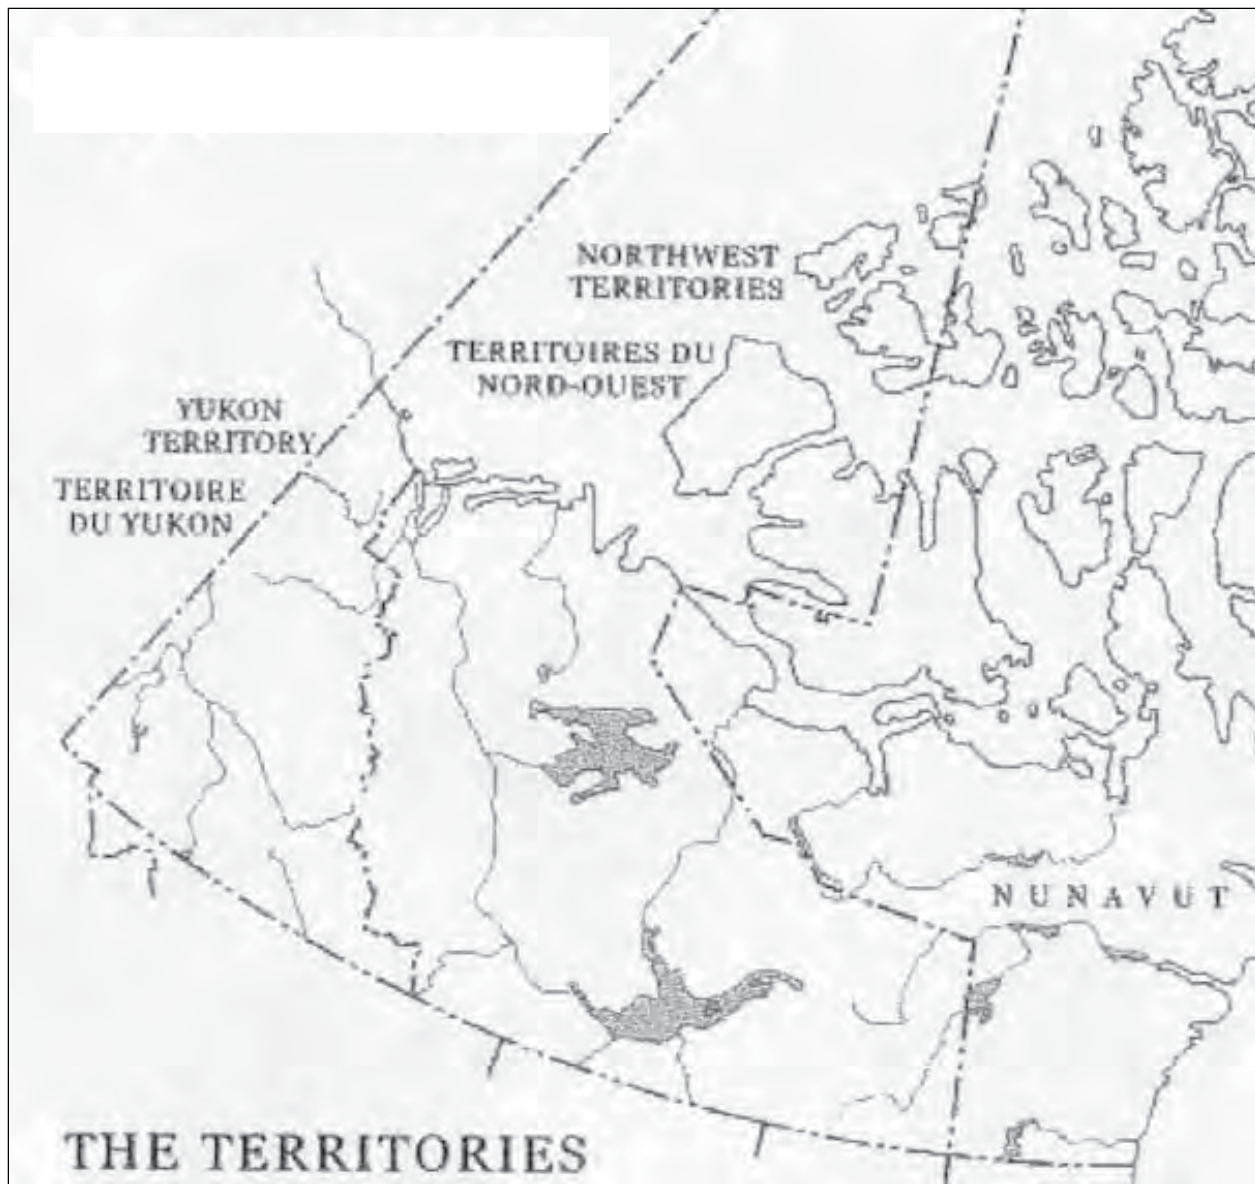 NORTHWEST
TERRITORIES
TERRITOIRES DU
NORD-OUEST
YUKON
TERRITORY
TERRITOIRE
DU YUKON
NUNAVUT
THE TERRITORIES